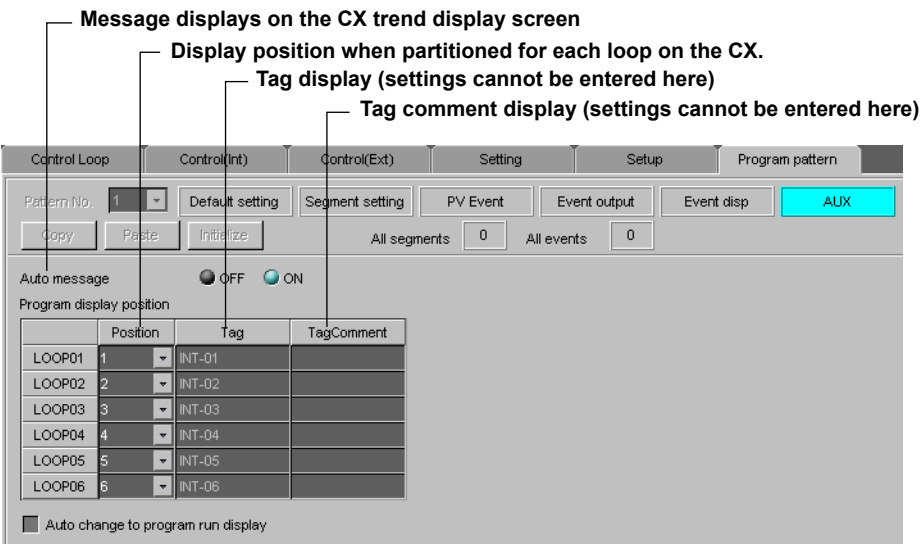 Message displays on the CX trend display screen
Display position when partitioned for each loop on the CX.
Tag display (settings cannot be entered here)
Tag comment display (settings cannot be entered here)
Control Loop Control(Int) Control(Ext) Setting Setup Program pattern
Pattern No. 1 Default setting Segment setting PV Event Event output Event disp AUX
Copy Paste Initialize All segments 0 All events 0
Auto message OFF ON
Program display position
Position Tag TagComment
LOOP01 1 INT-01
LOOP02 2 INT-02
LOOP03 3 INT-03
LOOP04 4 INT-04
LOOP05 5 INT-05
LOOP06 6 INT-06
Auto change to program run display